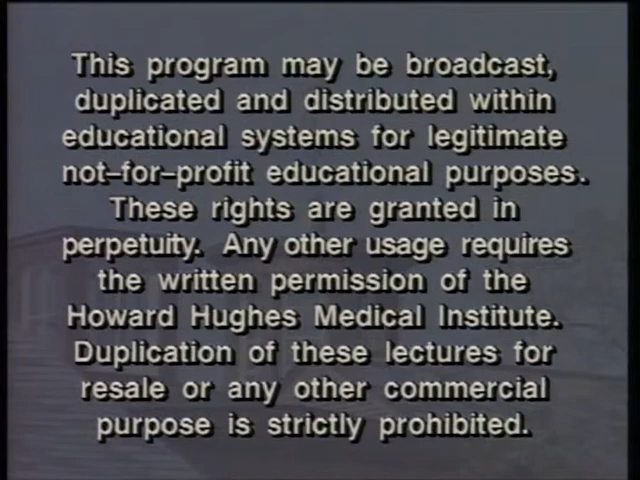 This program may be broadcast,
duplicated and distributed within
educational systems for legitimate
not–for–profit educational purposes.
These rights are granted in
perpetuity. Any other usage requires
the written permission of the
Howard Hughes Medical Institute.
Duplication of these lectures for
resale or any other commercial
purpose is strictly prohibited.